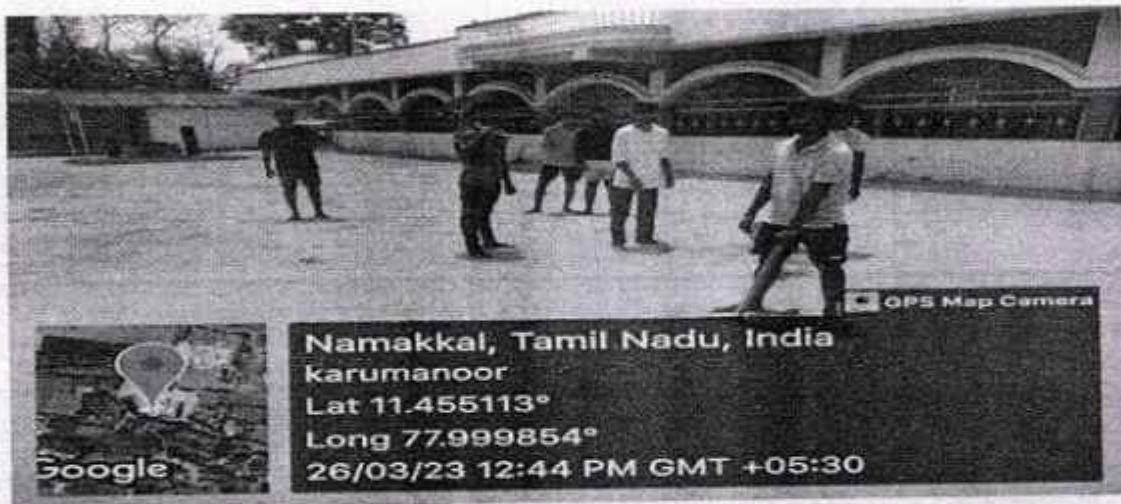 GPS Map Camera
Namakkal, Tamil Nadu, India
karumanoor
Lat 11.455113°
Long 77.999854°
26/03/23 12:44 PM GMT +05:30
Google